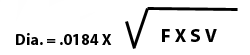 Dia. = .0184 X √ F X S V